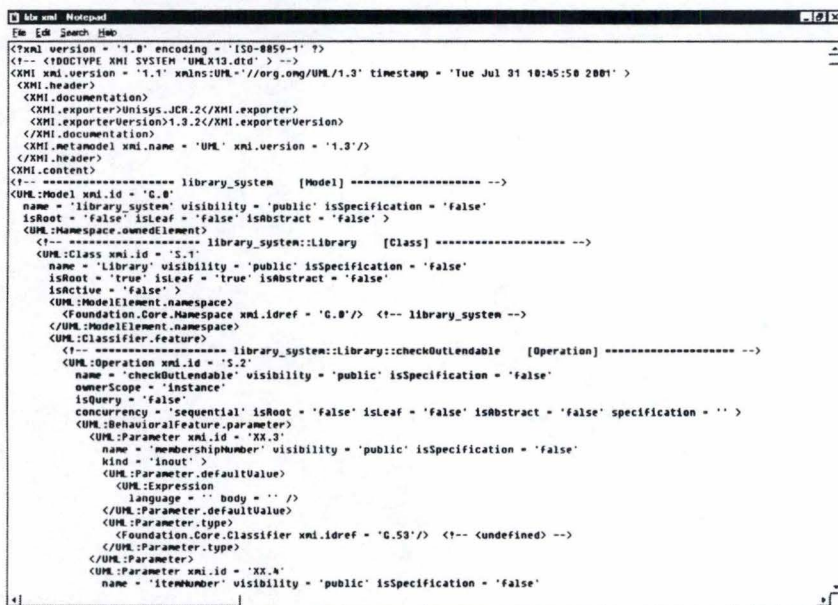 libx xml Notepad
File Edit Search Help
<?xml version = '1.0' encoding = 'ISO-8859-1' ?>
<!-- <!DOCTYPE XMI SYSTEM 'UMLX13.dtd' > -->
<XMI xmi.version = '1.1' xmlns:UML='//org.omg/UML/1.3' timestamp = 'Tue Jul 31 10:45:50 2001' >
<XMI.header>
<XMI.documentation>
<XMI.exporter>Unisys.JCR.2</XMI.exporter>
<XMI.exporterVersion>1.3.2</XMI.exporterVersion>
</XMI.documentation>
<XMI.metamodel xmi.name = 'UML' xmi.version = '1.3'/>
</XMI.header>
<XMI.content>
<!-- ==================== library_system [Model] ==================== -->
<UML:Model xmi.id = 'G.0'
name = 'library_system' visibility = 'public' isSpecification = 'false'
isRoot = 'false' isLeaf = 'false' isAbstract = 'false' >
<UML:Namespace.ownedElement>
<!-- ==================== library_system::Library [Class] ==================== -->
<UML:Class xmi.id = 'S.1'
name = 'Library' visibility = 'public' isSpecification = 'false'
isRoot = 'true' isLeaf = 'true' isAbstract = 'false'
isActive = 'false' >
<UML:ModelElement.namespace>
<Foundation.Core.Namespace xmi.idref = 'G.0'/> <!-- library_system -->
</UML:ModelElement.namespace>
<UML:Classifier.feature>
<!-- ==================== library_system::Library::checkOutLendable [Operation] ==================== -->
<UML:Operation xmi.id = 'S.2'
name = 'checkOutLendable' visibility = 'public' isSpecification = 'false'
ownerScope = 'instance'
isQuery = 'false'
concurrency = 'sequential' isRoot = 'false' isLeaf = 'false' isAbstract = 'false' specification = '' >
<UML:BehavioralFeature.parameter>
<UML:Parameter xmi.id = 'XX.3'
name = 'membershipNumber' visibility = 'public' isSpecification = 'false'
kind = 'inout' >
<UML:Parameter.defaultValue>
<UML:Expression
language = '' body = '' />
</UML:Parameter.defaultValue>
<UML:Parameter.type>
<Foundation.Core.Classifier xmi.idref = 'G.53'/> <!-- <undefined> -->
</UML:Parameter.type>
</UML:Parameter>
<UML:Parameter xmi.id = 'XX.4'
name = 'itemNumber' visibility = 'public' isSpecification = 'false'